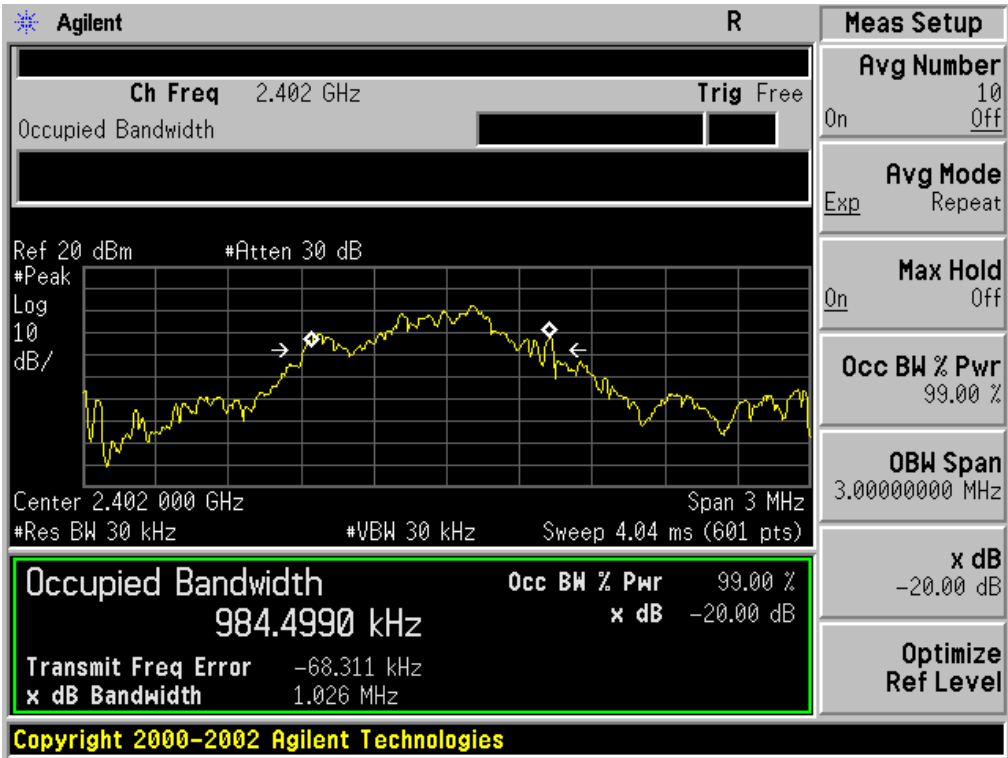 Agilent R Meas Setup
Ch Freq 2.402 GHz Trig Free
Occupied Bandwidth
Avg Number
10
On Off
Avg Mode
Exp Repeat
Max Hold
On Off
Occ BW % Pwr
99.00 %
OBW Span
3.00000000 MHz
x dB
-20.00 dB
Optimize
Ref Level
Ref 20 dBm #Atten 30 dB
#Peak
Log
10
dB/
Center 2.402 000 GHz Span 3 MHz
#Res BW 30 kHz #VBW 30 kHz Sweep 4.04 ms (601 pts)
Occupied Bandwidth Occ BW % Pwr 99.00 %
984.4990 kHz x dB -20.00 dB
Transmit Freq Error -68.311 kHz
x dB Bandwidth 1.026 MHz
Copyright 2000-2002 Agilent Technologies